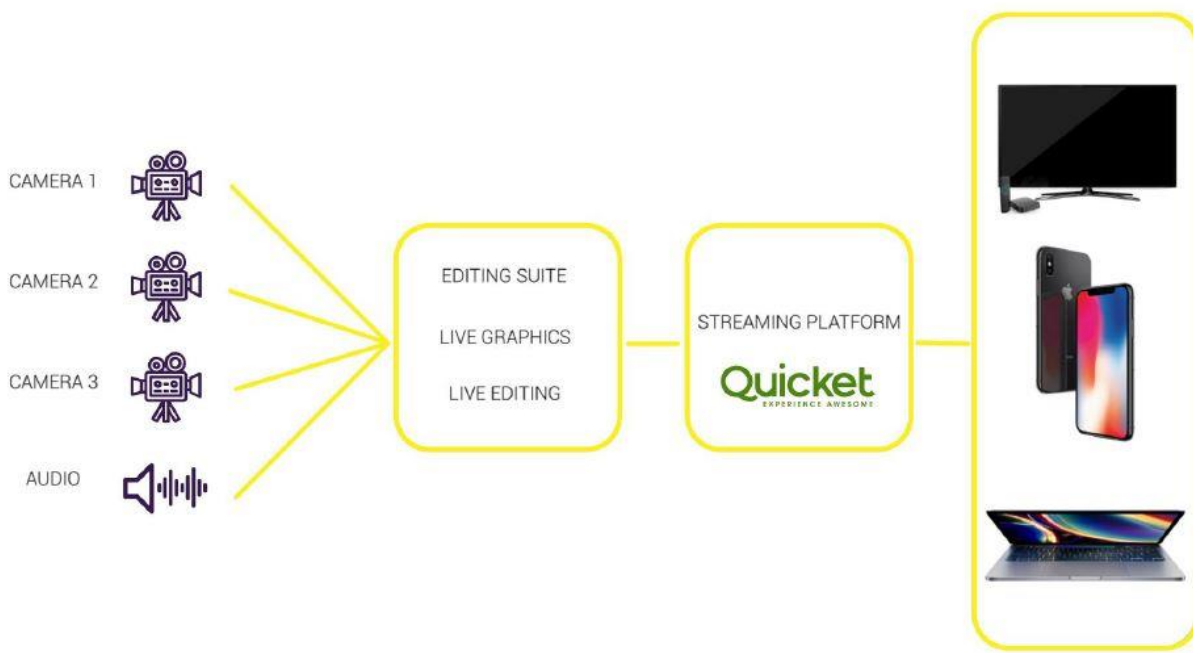 CAMERA 1
CAMERA 2
CAMERA 3
AUDIO
EDITING SUITE
LIVE GRAPHICS
LIVE EDITING
STREAMING PLATFORM
Quicket
EXPERIENCE AWESOME